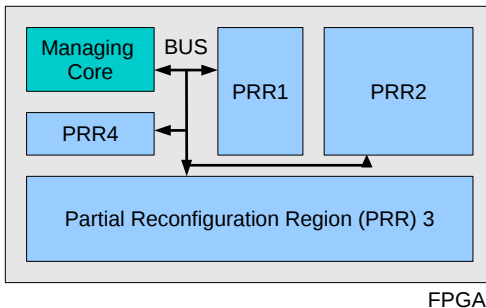 Managing
Core
BUS
PRR1
PRR2
PRR4
Partial Reconfiguration Region (PRR) 3
FPGA